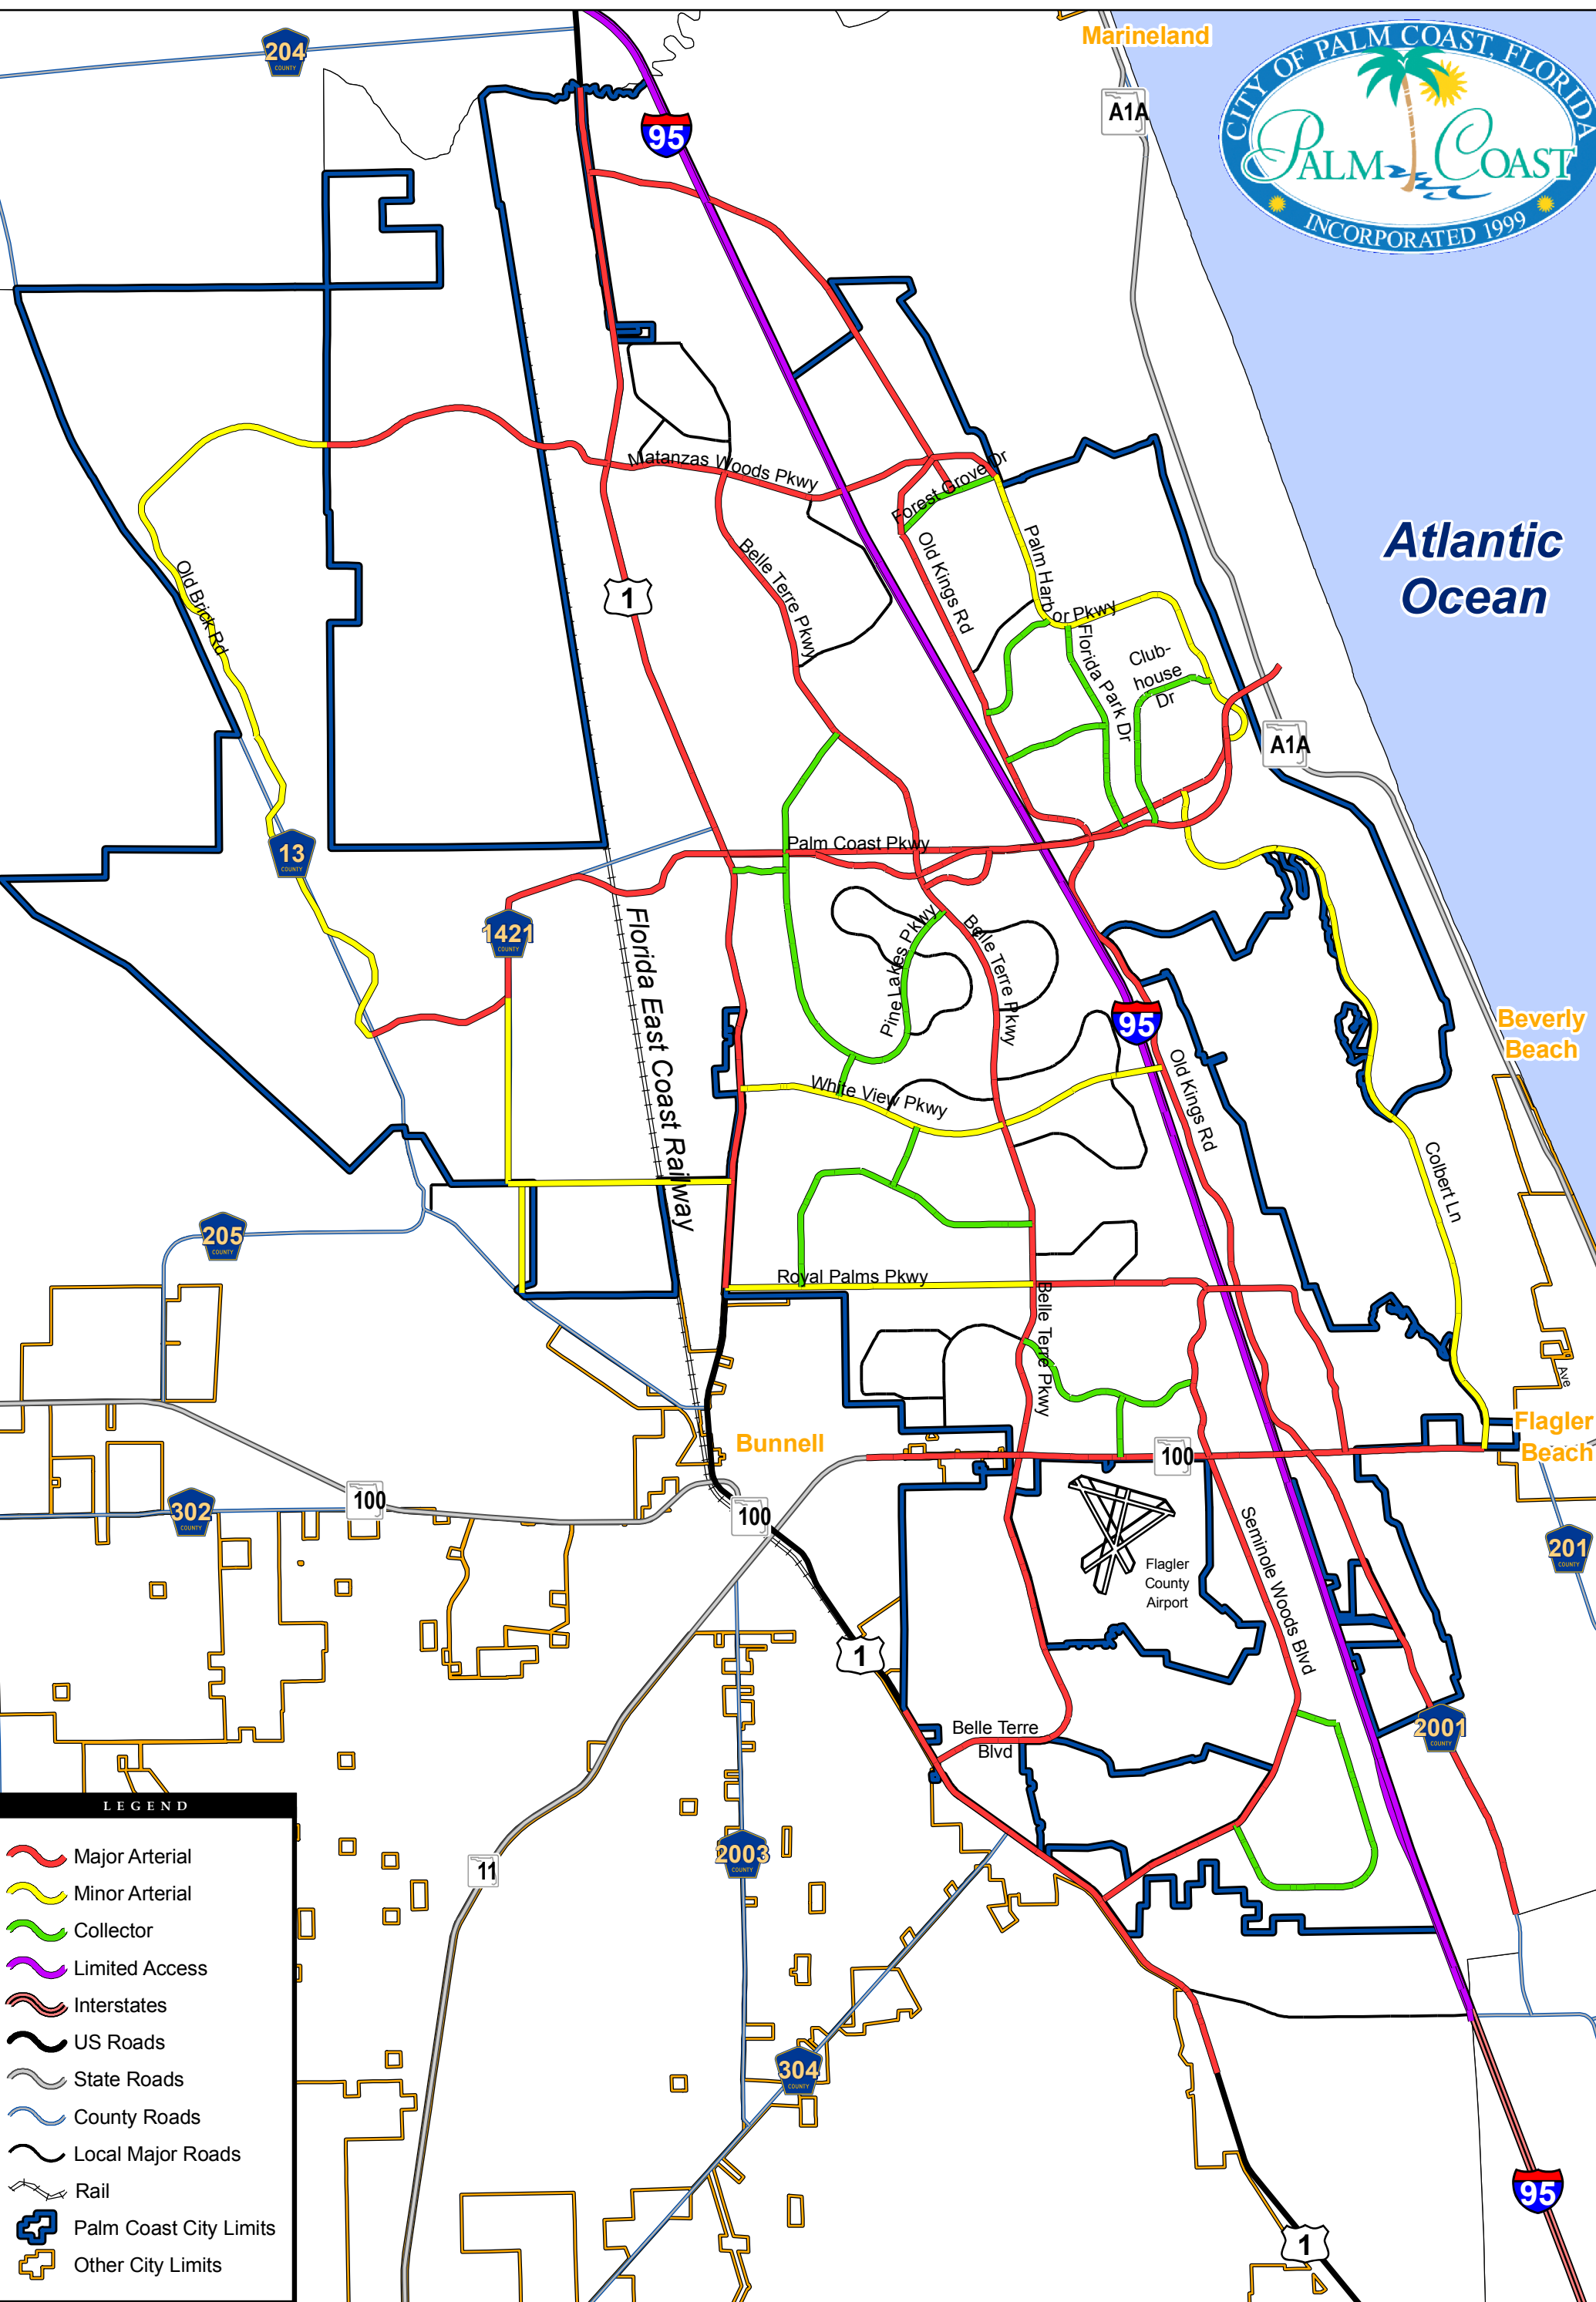 Marineland
CITY OF PALM COAST, FLORIDA
PALM COAST
INCORPORATED 1999
204
COUNTY
95
A1A
Matanzas Woods Pkwy
Forest Grove Dr
Atlantic
Ocean
Old Brick Rd
1
Belle Terre Pkwy
Old Kings Rd
Palm Harbor Pkwy
Florida Park Dr
Club-
house
Dr
A1A
13
COUNTY
Palm Coast Pkwy
1421
COUNTY
Florida East Coast Railway
Pine Lakes Pkwy
Belle Terre Pkwy
95
Beverly
Beach
White View Pkwy
Old Kings Rd
Colbert Ln
205
COUNTY
Royal Palms Pkwy
Belle Terre Pkwy
Ave
Flagler
Beach
Bunnell
100
302
COUNTY
100
100
Seminole Woods Blvd
201
COUNTY
Flagler
County
Airport
1
Belle Terre
Blvd
2001
COUNTY
11
2003
COUNTY
304
COUNTY
95
1
LEGEND
Major Arterial
Minor Arterial
Collector
Limited Access
Interstates
US Roads
State Roads
County Roads
Local Major Roads
Rail
Palm Coast City Limits
Other City Limits